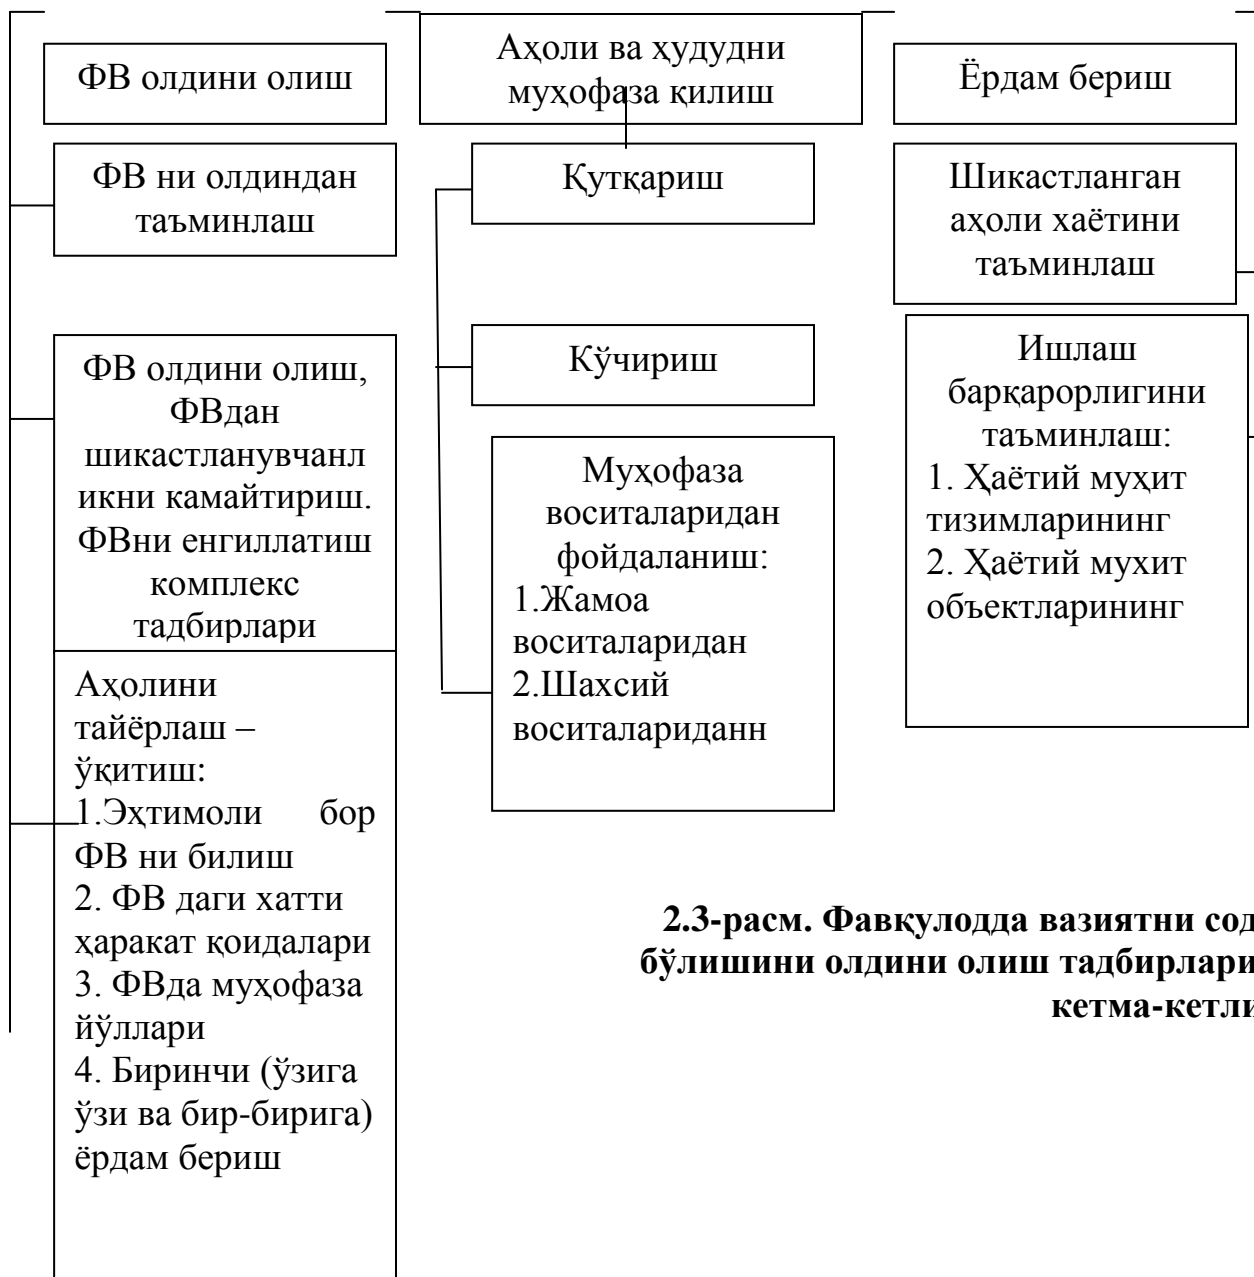 ФВ олдини олиш
Аҳоли ва ҳудудни
муҳофаза қилиш
Ёрдам бериш
ФВ ни олдиндан
таъминлаш
ФВ олдини олиш,
ФВдан
шикастланувчанл
икни камайтириш.
ФВни енгиллатиш
комплекс
тадбирлари
Аҳолини
тайёрлаш –
ўқитиш:
1.Эҳтимоли бор
ФВ ни билиш
2. ФВ даги хатти
ҳаракат қоидалари
3. ФВда муҳофаза
йўллари
4. Биринчи (ўзига
ўзи ва бир-бирига)
ёрдам бериш
Қутқариш
Кўчириш
Муҳофаза
воситаларидан
фойдаланиш:
1.Жамоа
воситаларидан
2.Шахсий
воситалариданн
Шикастланган
аҳоли хаётини
таъминлаш
Ишлаш
барқарорлигини
таъминлаш:
1. Ҳаётий муҳит
тизимларининг
2. Ҳаётий мухит
объектларининг
2.3-расм. Фавқулодда вазиятни сод
бўлишини олдини олиш тадбирлари
кетма-кетли